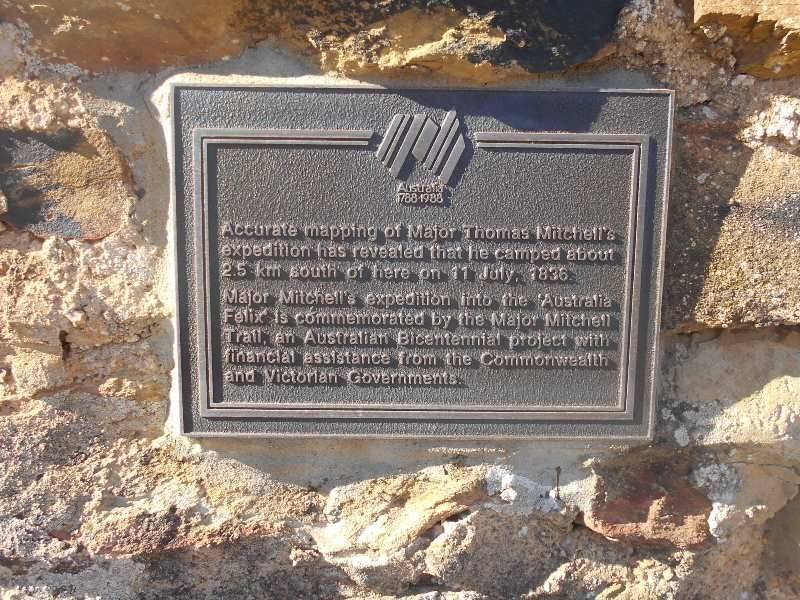 Australia
1788-1988
Accurate mapping of Major Thomas Mitchell's
expedition has revealed that he camped about
2.5 km south of here on 11 July, 1836.
Major Mitchell's expedition into the 'Australia
Felix' is commemorated by the Major Mitchell
Trail, an Australian Bicentennial project with
financial assistance from the Commonwealth
and Victorian Governments.